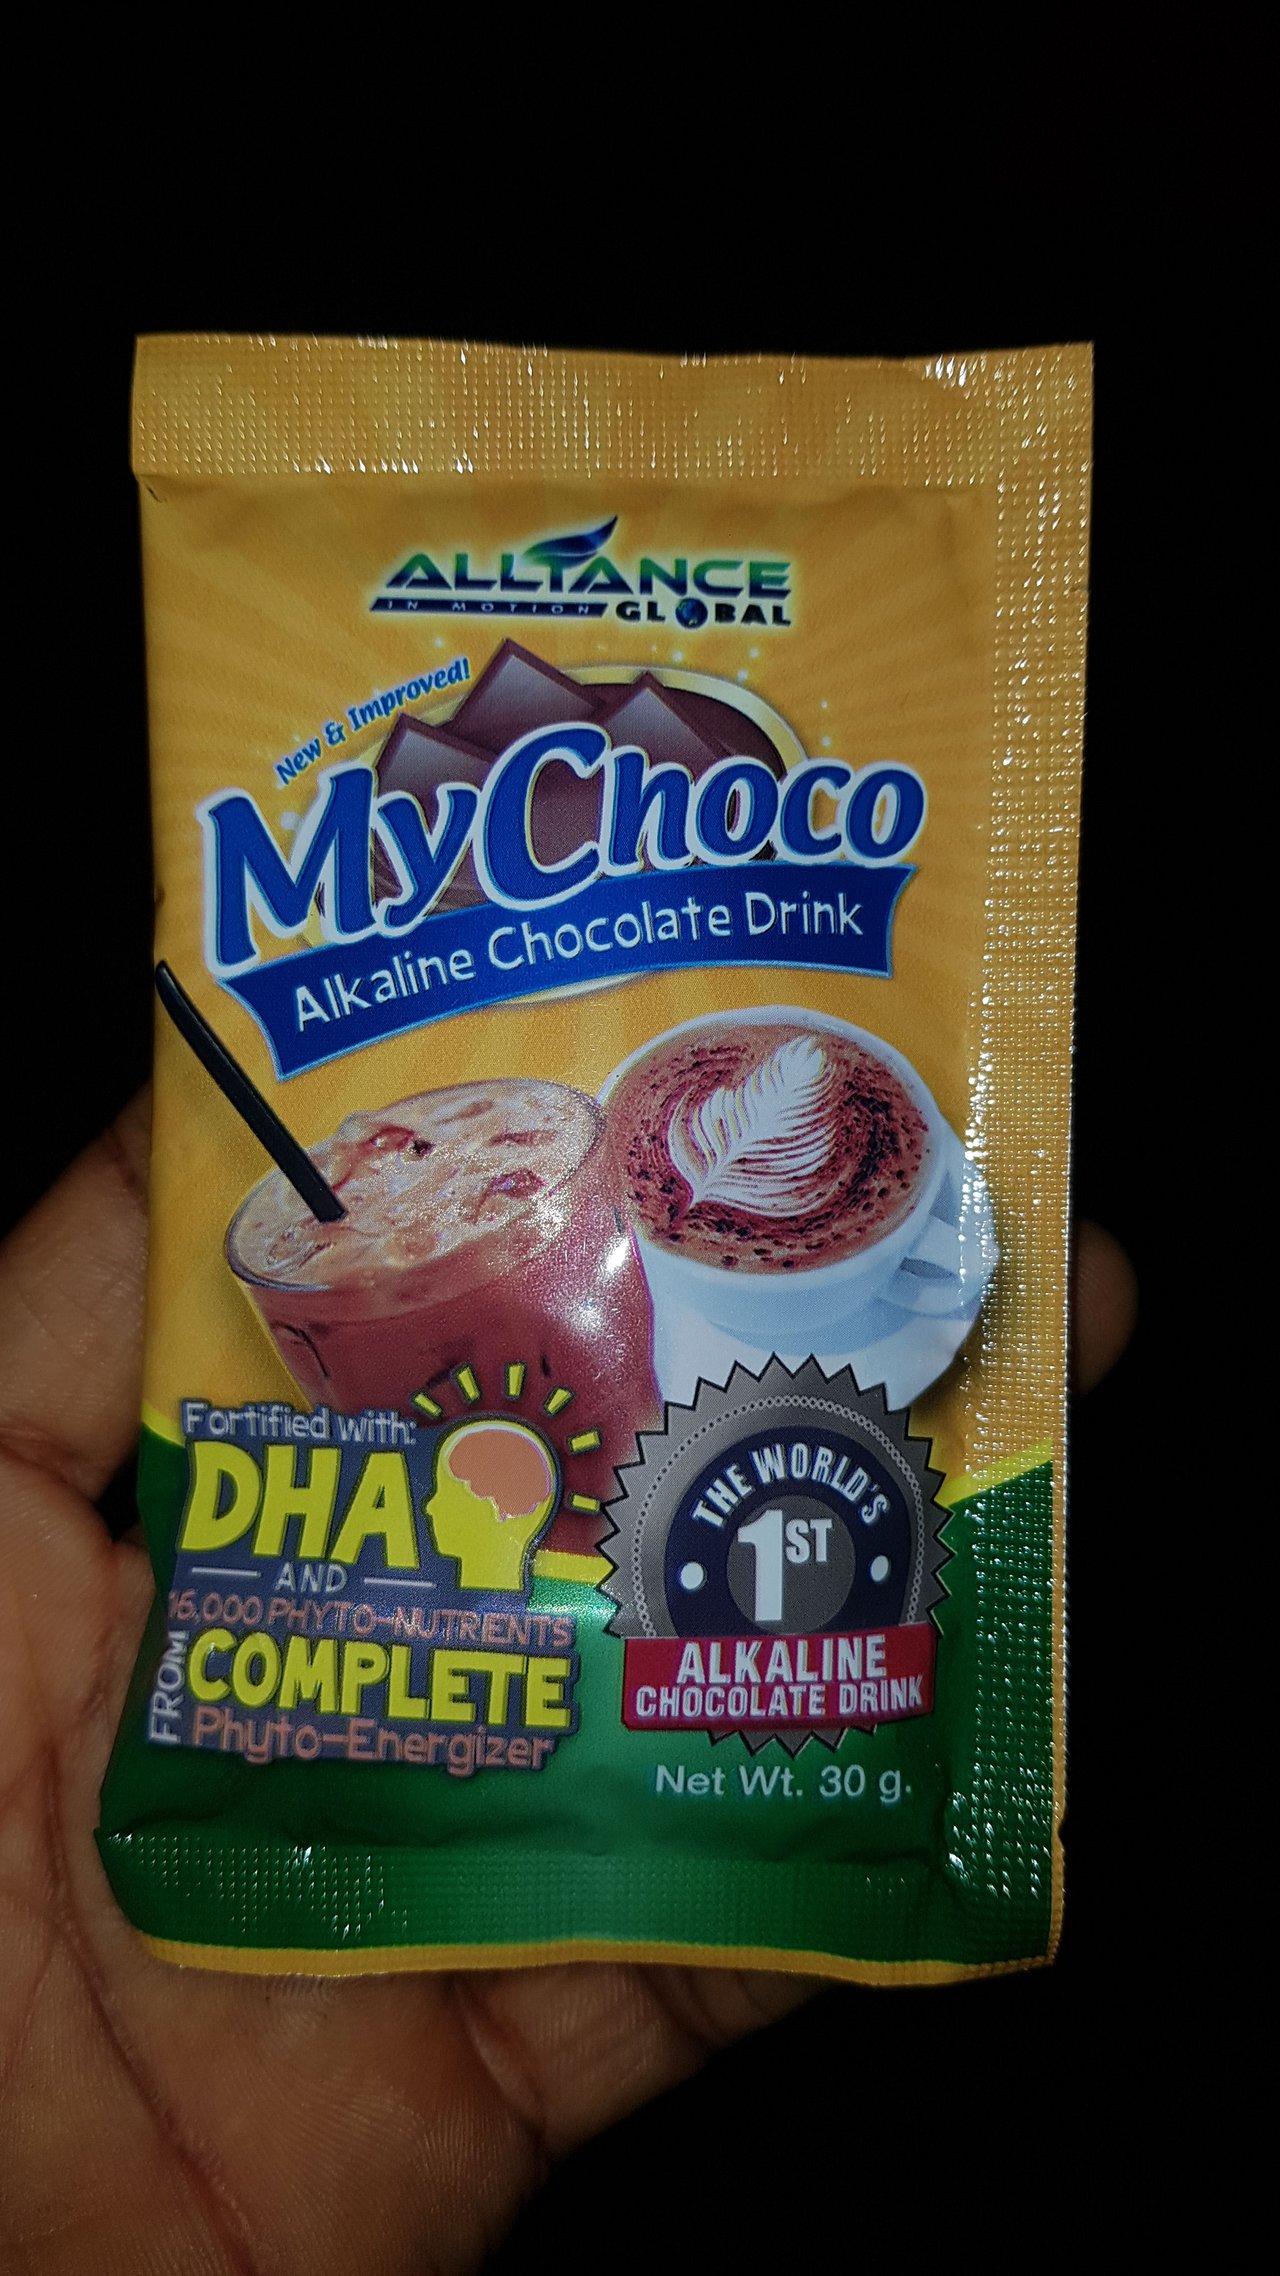 ALLIANCE
IN MOTION GLOBAL
New & Improved!
MyChoco
Alkaline Chocolate Drink
Fortified with:
DHA
AND
16,000 PHYTO-NUTRIENTS
FROM COMPLETE
Phyto-Energizer
THE WORLD'S
1ST
ALKALINE
CHOCOLATE DRINK
Net Wt. 30 g.